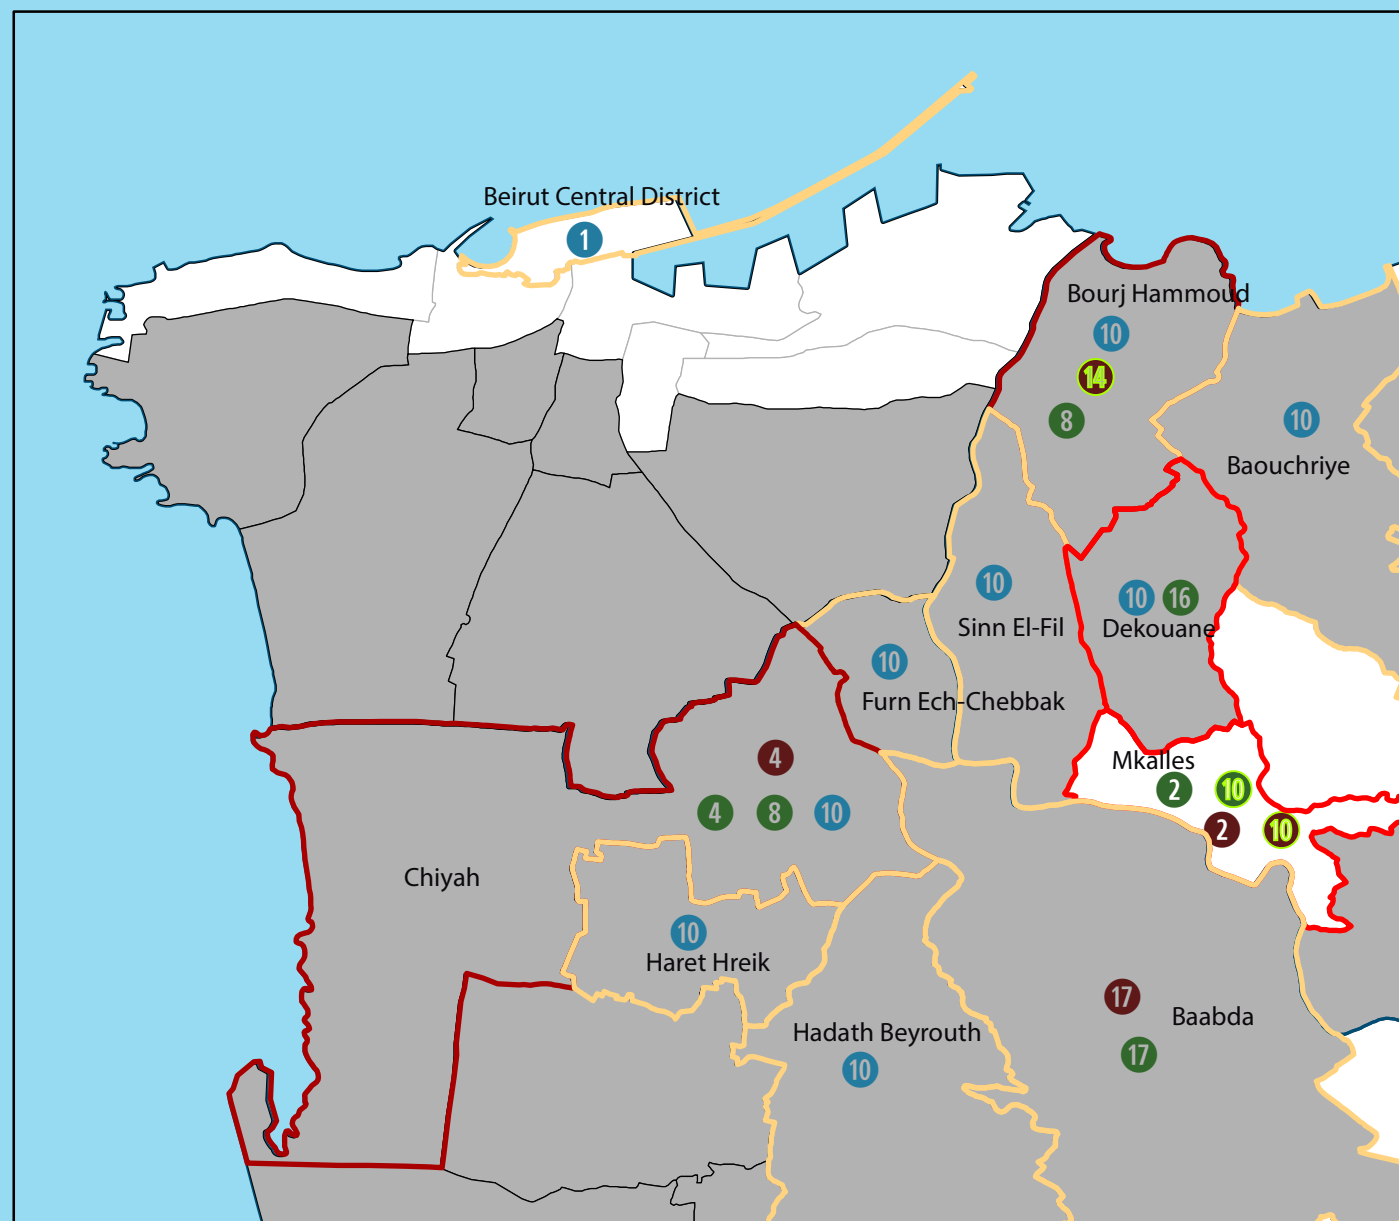 Beirut Central District
1
Bourj Hammoud
10
14
8
10
Baouchriye
10
Sinn El-Fil
10 16
Dekouane
10
Furn Ech-Chebbak
Mkalles
2 10
2 10
4
4 8 10
Chiyah
10
Haret Hreik
17
Baabda
17
Hadath Beyrouth
10